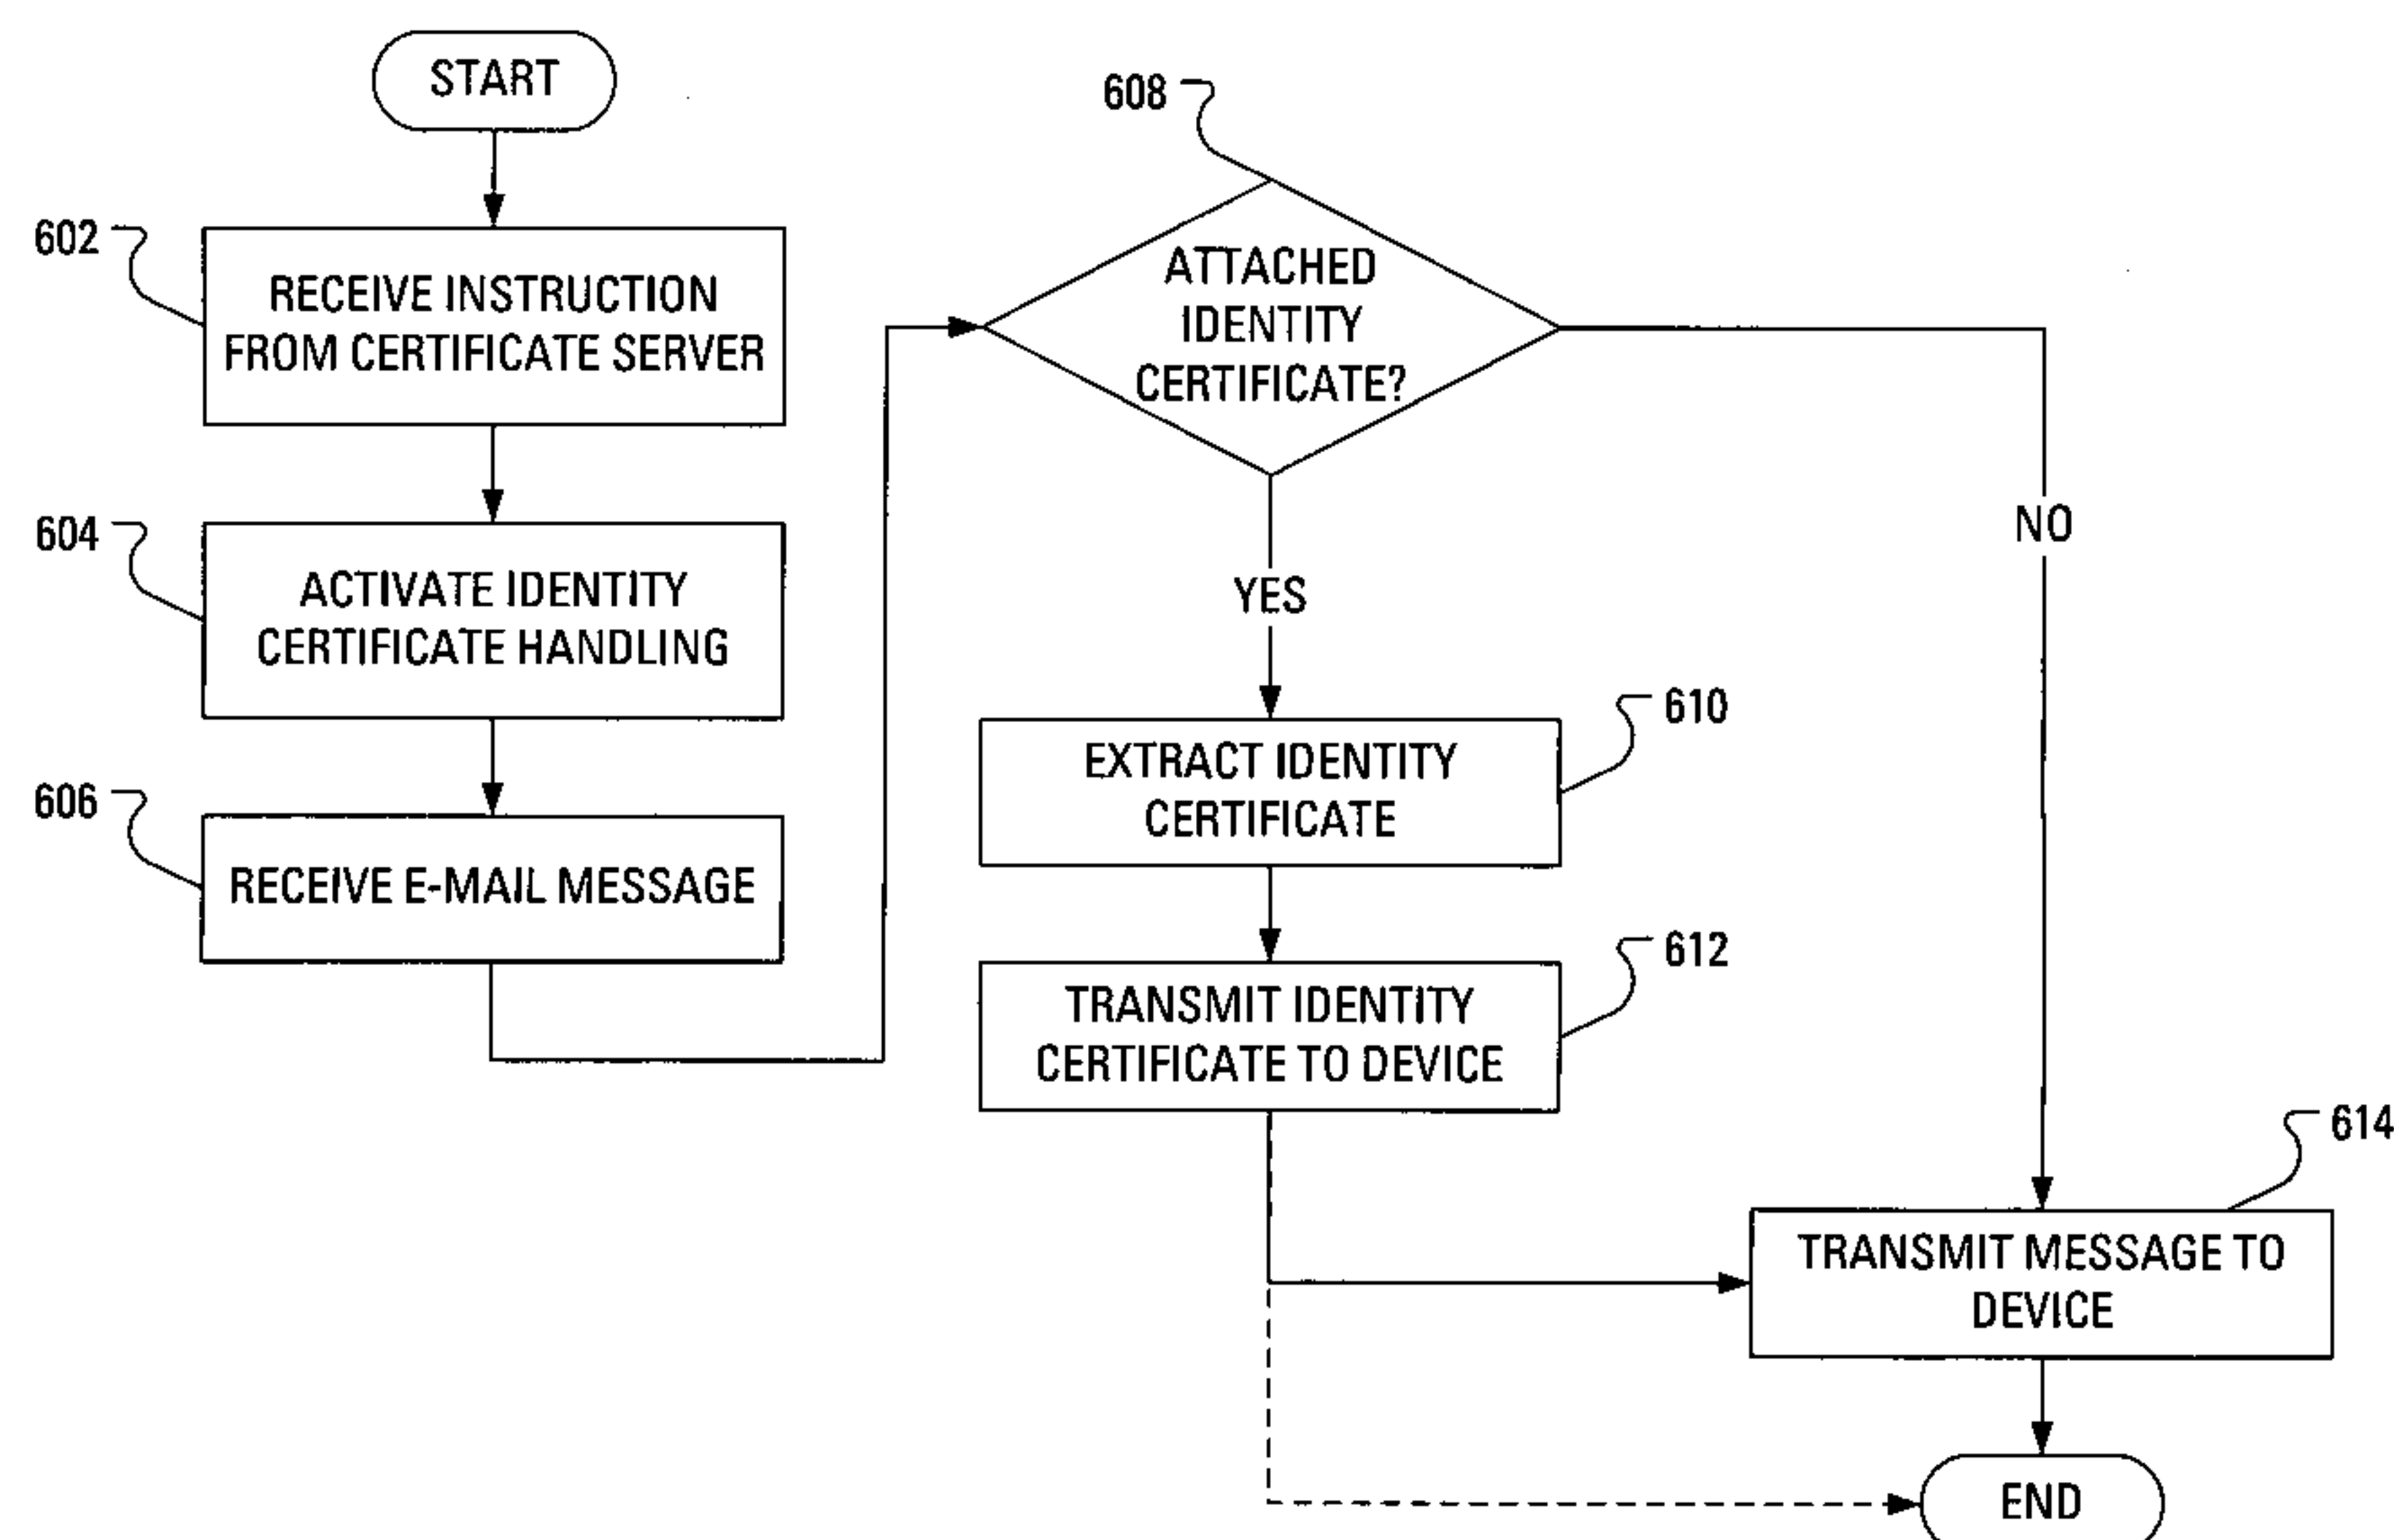 START
602
RECEIVE INSTRUCTION
FROM CERTIFICATE SERVER
604
ACTIVATE IDENTITY
CERTIFICATE HANDLING
606
RECEIVE E-MAIL MESSAGE
608
ATTACHED
IDENTITY
CERTIFICATE?
YES
NO
610
EXTRACT IDENTITY
CERTIFICATE
612
TRANSMIT IDENTITY
CERTIFICATE TO DEVICE
614
TRANSMIT MESSAGE TO
DEVICE
END